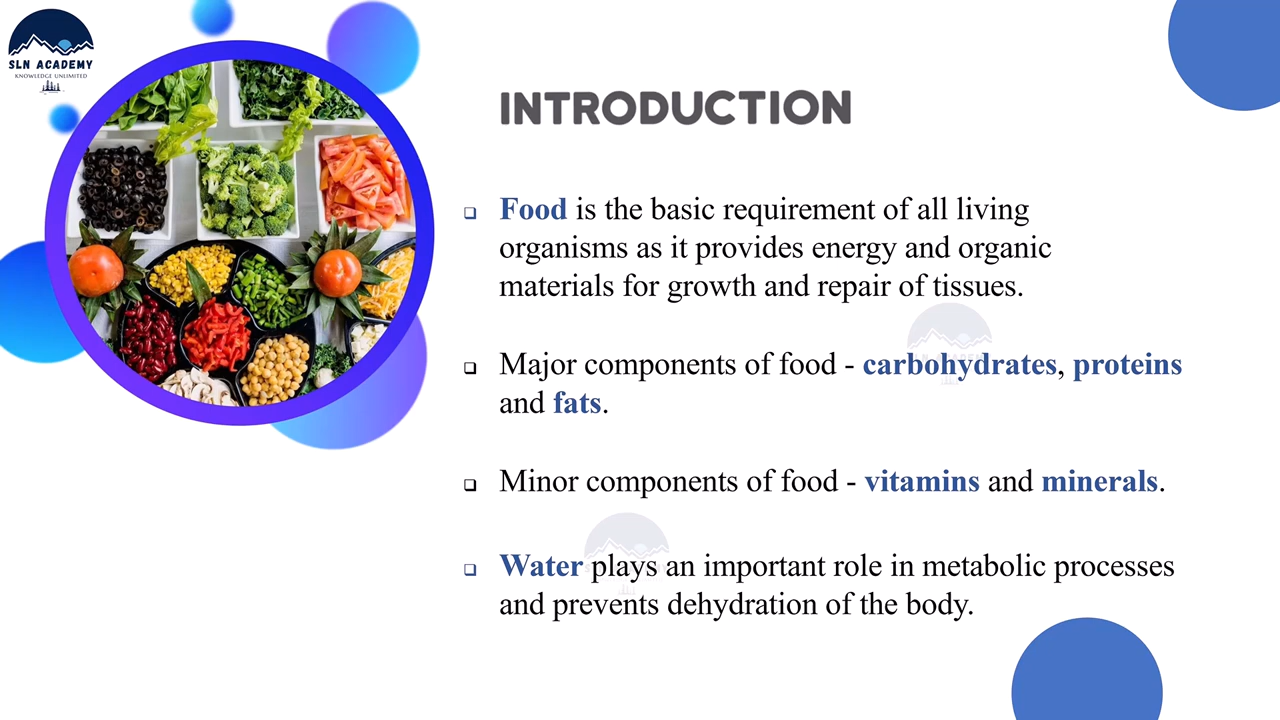 SLN ACADEMY
KNOWLEDGE UNLIMITED
INTRODUCTION
Food is the basic requirement of all living
organisms as it provides energy and organic
materials for growth and repair of tissues.
Major components of food - carbohydrates, proteins
and fats.
Minor components of food - vitamins and minerals.
Water plays an important role in metabolic processes
and prevents dehydration of the body.